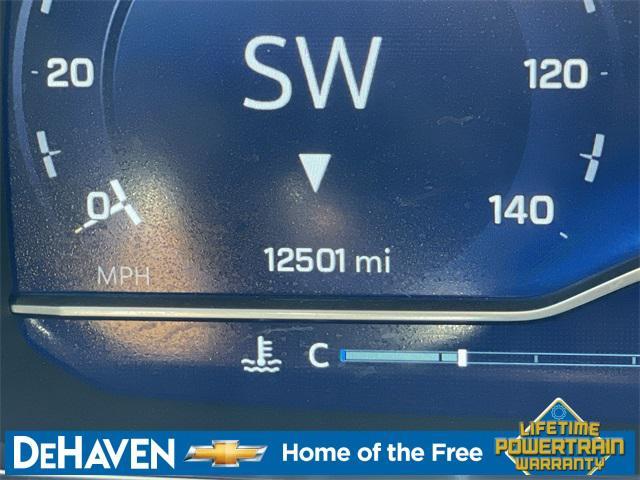 SW
20
120
0
140
12501 mi
MPH
C
DEHAVEN
Home of the Free
LIFETIME
POWERTRAIN
WARRANTY